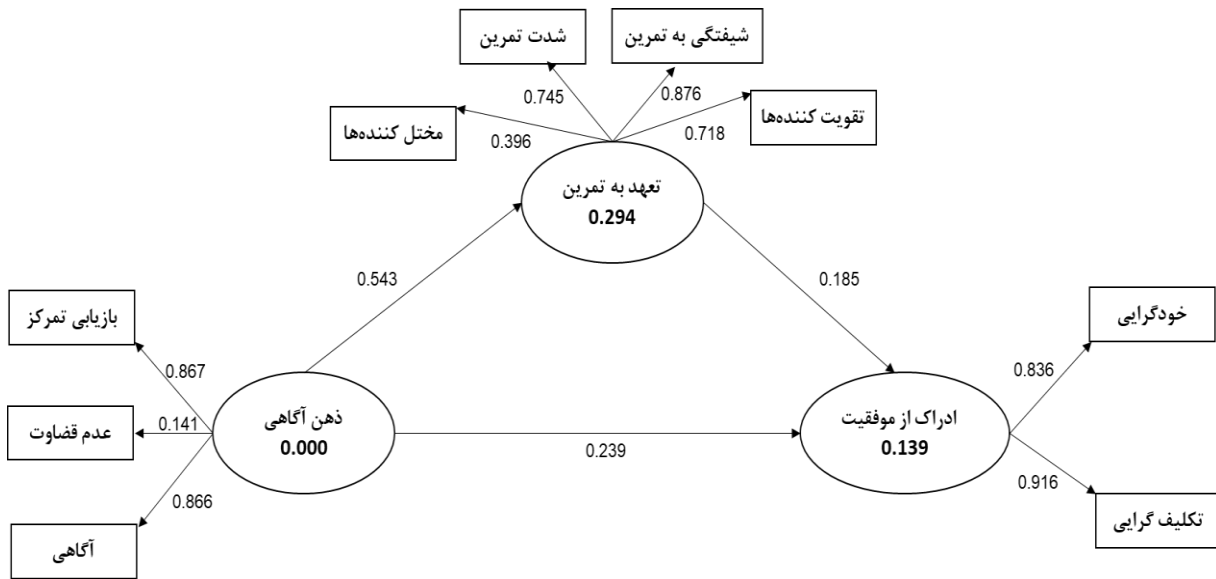 شدت تمرین
شیفتگی به تمرین
مختل کننده‌ها
تقویت کننده‌ها
0.745
0.876
0.396
0.718
تعهد به تمرین
0.294
0.543
0.185
بازیابی تمرکز
خودگرایی
0.867
0.836
عدم قضاوت
0.141
ذهن آگاهی
0.000
0.239
ادراک از موفقیت
0.139
0.866
0.916
آگاهی
تکلیف گرایی